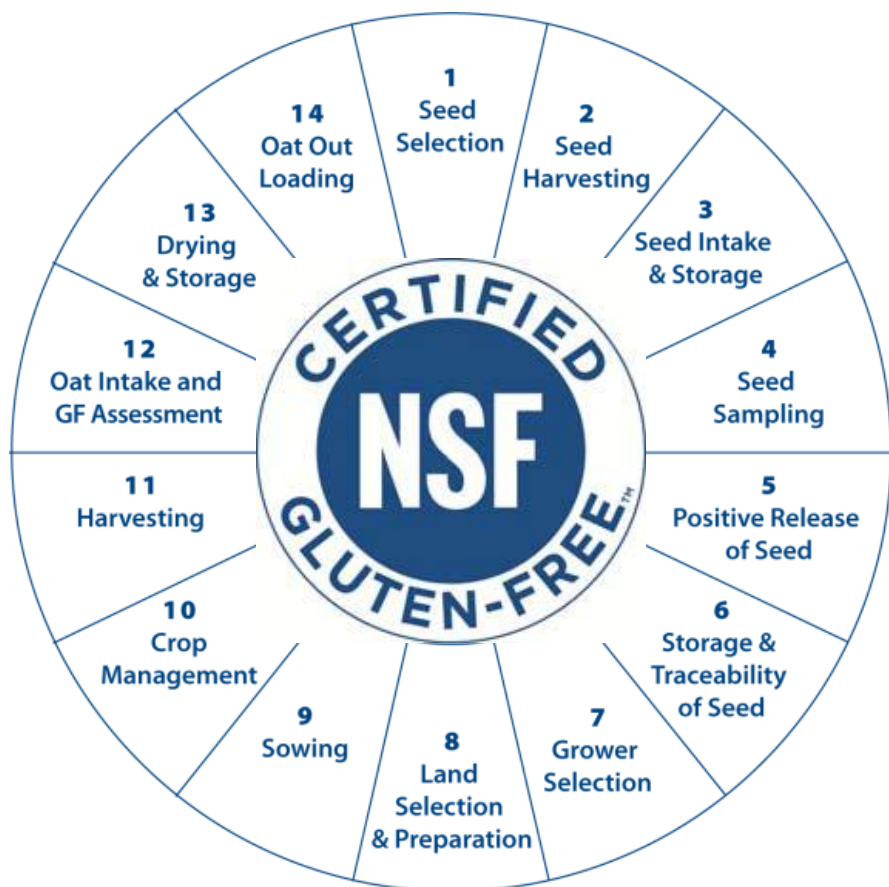 1
Seed
Selection
2
Seed
Harvesting
3
Seed Intake
& Storage
4
Seed
Sampling
5
Positive Release
of Seed
6
Storage &
Traceability
of Seed
7
Grower
Selection
8
Land
Selection
& Preparation
9
Sowing
10
Crop
Management
11
Harvesting
12
Oat Intake and
GF Assessment
13
Drying
& Storage
14
Oat Out
Loading
CERTIFIED
NSF
GLUTEN-FREE™